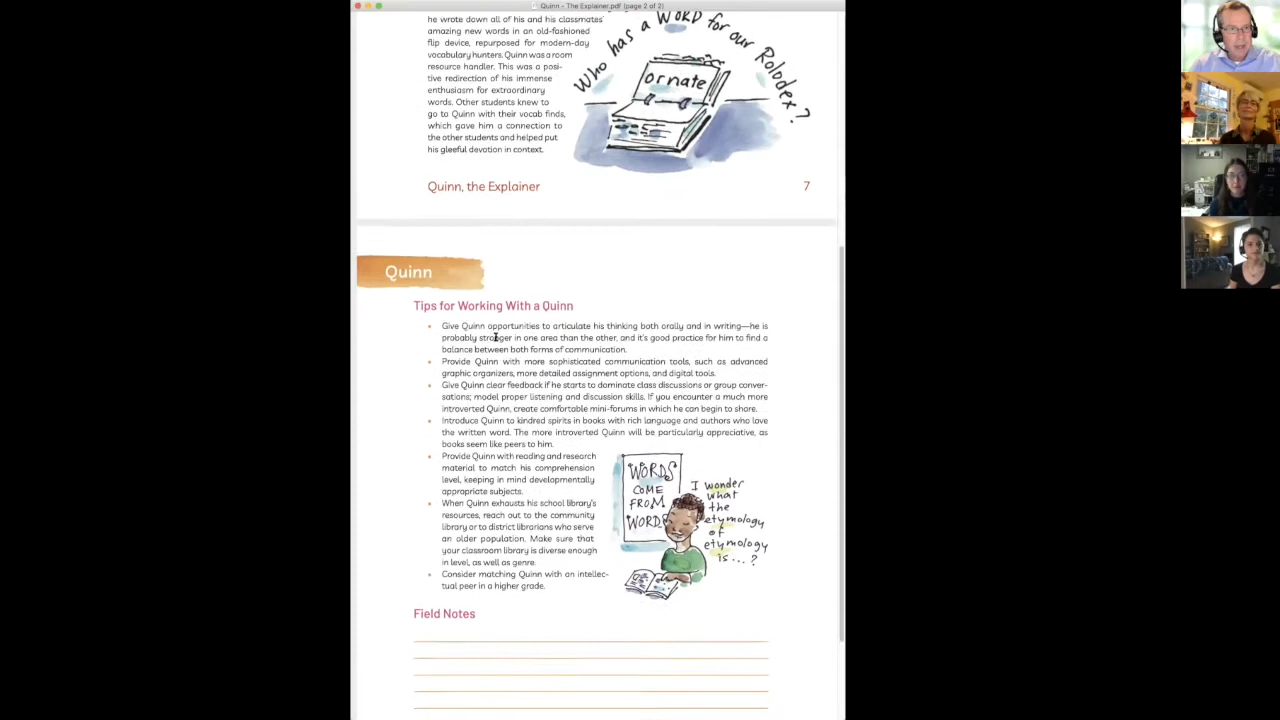 Quinn - The Explainer.pdf (page 2 of 2)
he wrote down all of his and his classmates'
amazing new words in an old-fashioned
flip device, repurposed for modern-day
vocabulary hunters. Quinn was a room
resource handler. This was a posi-
tive redirection of his immense
enthusiasm for extraordinary
words. Other students knew to
go to Quinn with their vocab finds,
which gave him a connection to
the other students and helped put
his gleeful devotion in context.
Who has a WORD for our Rolodex?
ornate
Quinn, the Explainer
7
Quinn
Tips for Working With a Quinn
• Give Quinn opportunities to articulate his thinking both orally and in writing—he is
probably stronger in one area than the other, and it's good practice for him to find a
balance between both forms of communication.
• Provide Quinn with more sophisticated communication tools, such as advanced
graphic organizers, more detailed assignment options, and digital tools.
• Give Quinn clear feedback if he starts to dominate class discussions or group conver-
sations; model proper listening and discussion skills. If you encounter a much more
introverted Quinn, create comfortable mini-forums in which he can begin to share.
• Introduce Quinn to kindred spirits in books with rich language and authors who love
the written word. The more introverted Quinn will be particularly appreciative, as
books seem like peers to him.
• Provide Quinn with reading and research
material to match his comprehension
level, keeping in mind developmentally
appropriate subjects.
• When Quinn exhausts his school library's
resources, reach out to the community
library or to district librarians who serve
an older population. Make sure that
your classroom library is diverse enough
in level, as well as genre.
• Consider matching Quinn with an intellec-
tual peer in a higher grade.
WORDS
COME
FROM
WORDS
I wonder
what
the
etymology
of
etymology
is...?
Field Notes